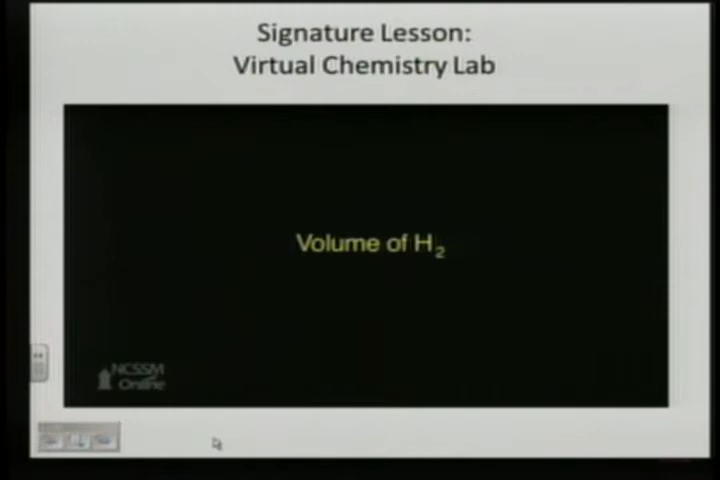 Signature Lesson:
Virtual Chemistry Lab
Volume of H₂
NCSSM
Online